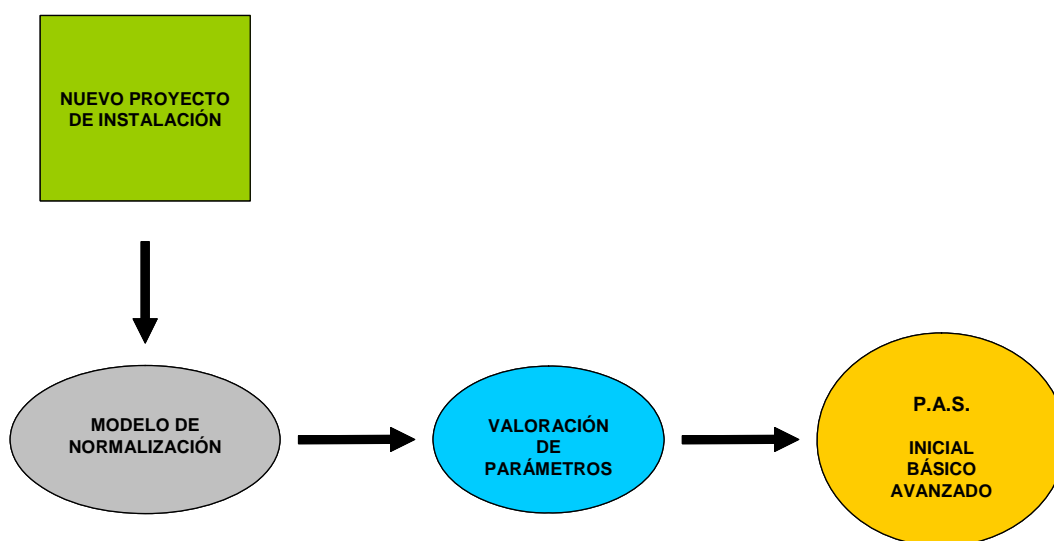 NUEVO PROYECTO
DE INSTALACIÓN
MODELO DE
NORMALIZACIÓN
VALORACIÓN
DE
PARÁMETROS
P.A.S.
INICIAL
BÁSICO
AVANZADO